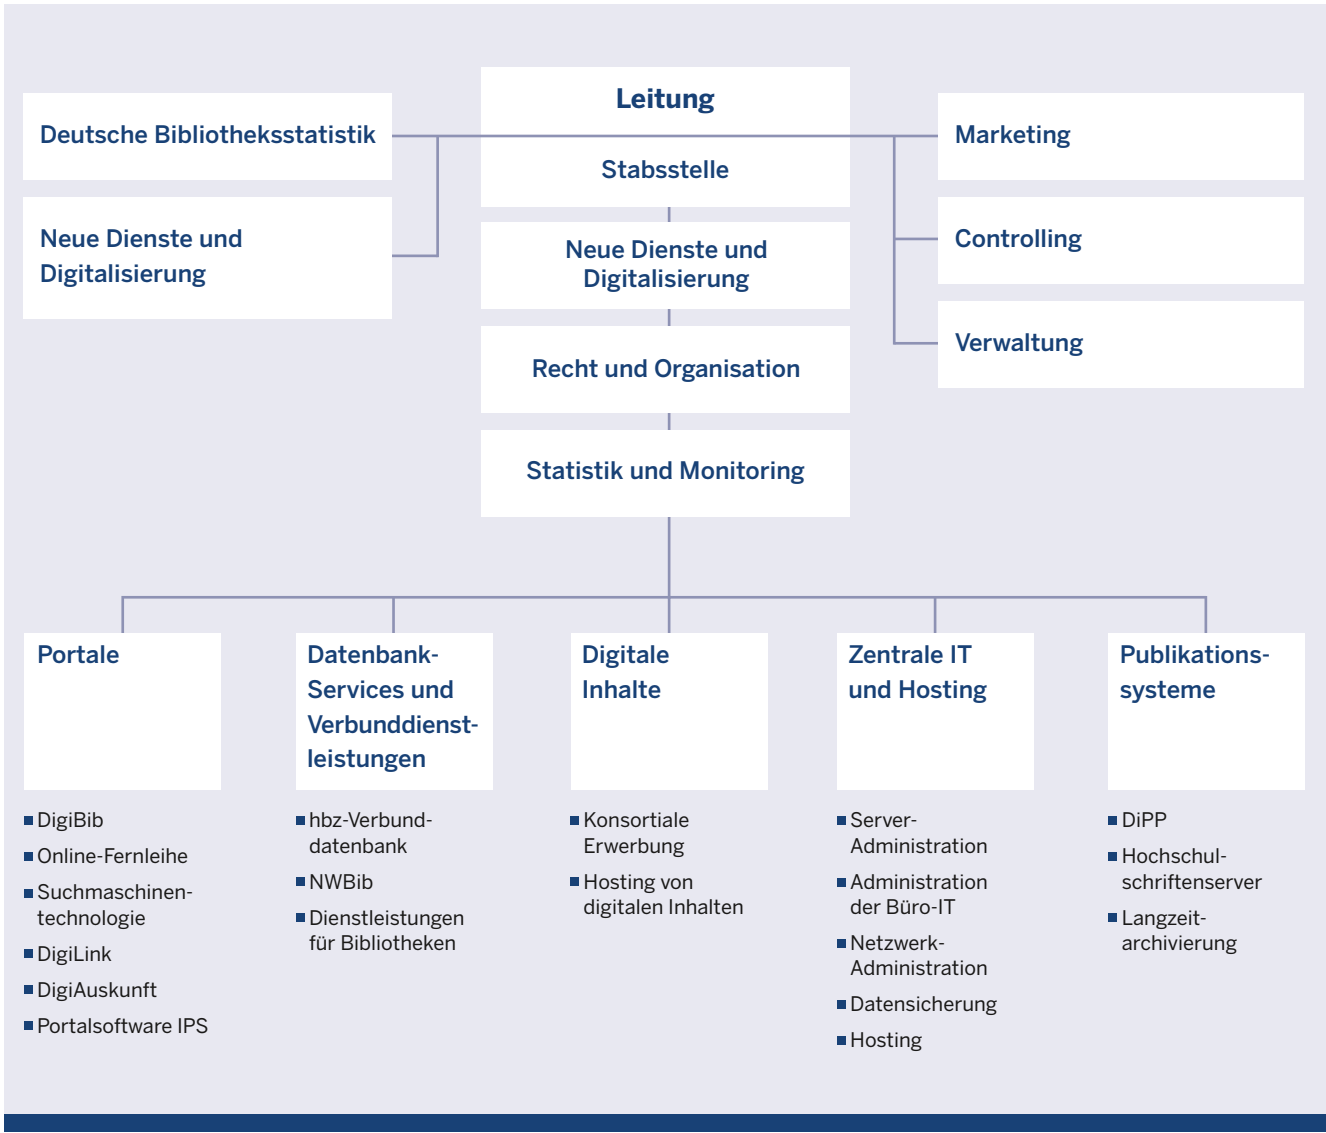 Leitung
Stabsstelle
Deutsche Bibliotheksstatistik
Neue Dienste und
Digitalisierung
Neue Dienste und
Digitalisierung
Recht und Organisation
Statistik und Monitoring
Marketing
Controlling
Verwaltung
Portale
DigiBib
Online-Fernleihe
Suchmaschinen-
technologie
DigiLink
DigiAuskunft
Portalsoftware IPS
Datenbank-
Services und
Verbunddienst-
leistungen
hbz-Verbund-
datenbank
NWBib
Dienstleistungen
für Bibliotheken
Digitale
Inhalte
Konsortiale
Erwerbung
Hosting von
digitalen Inhalten
Zentrale IT
und Hosting
Server-
Administration
Administration
der Büro-IT
Netzwerk-
Administration
Datensicherung
Hosting
Publikations-
systeme
DiPP
Hochschul-
schriftenserver
Langzeit-
archivierung